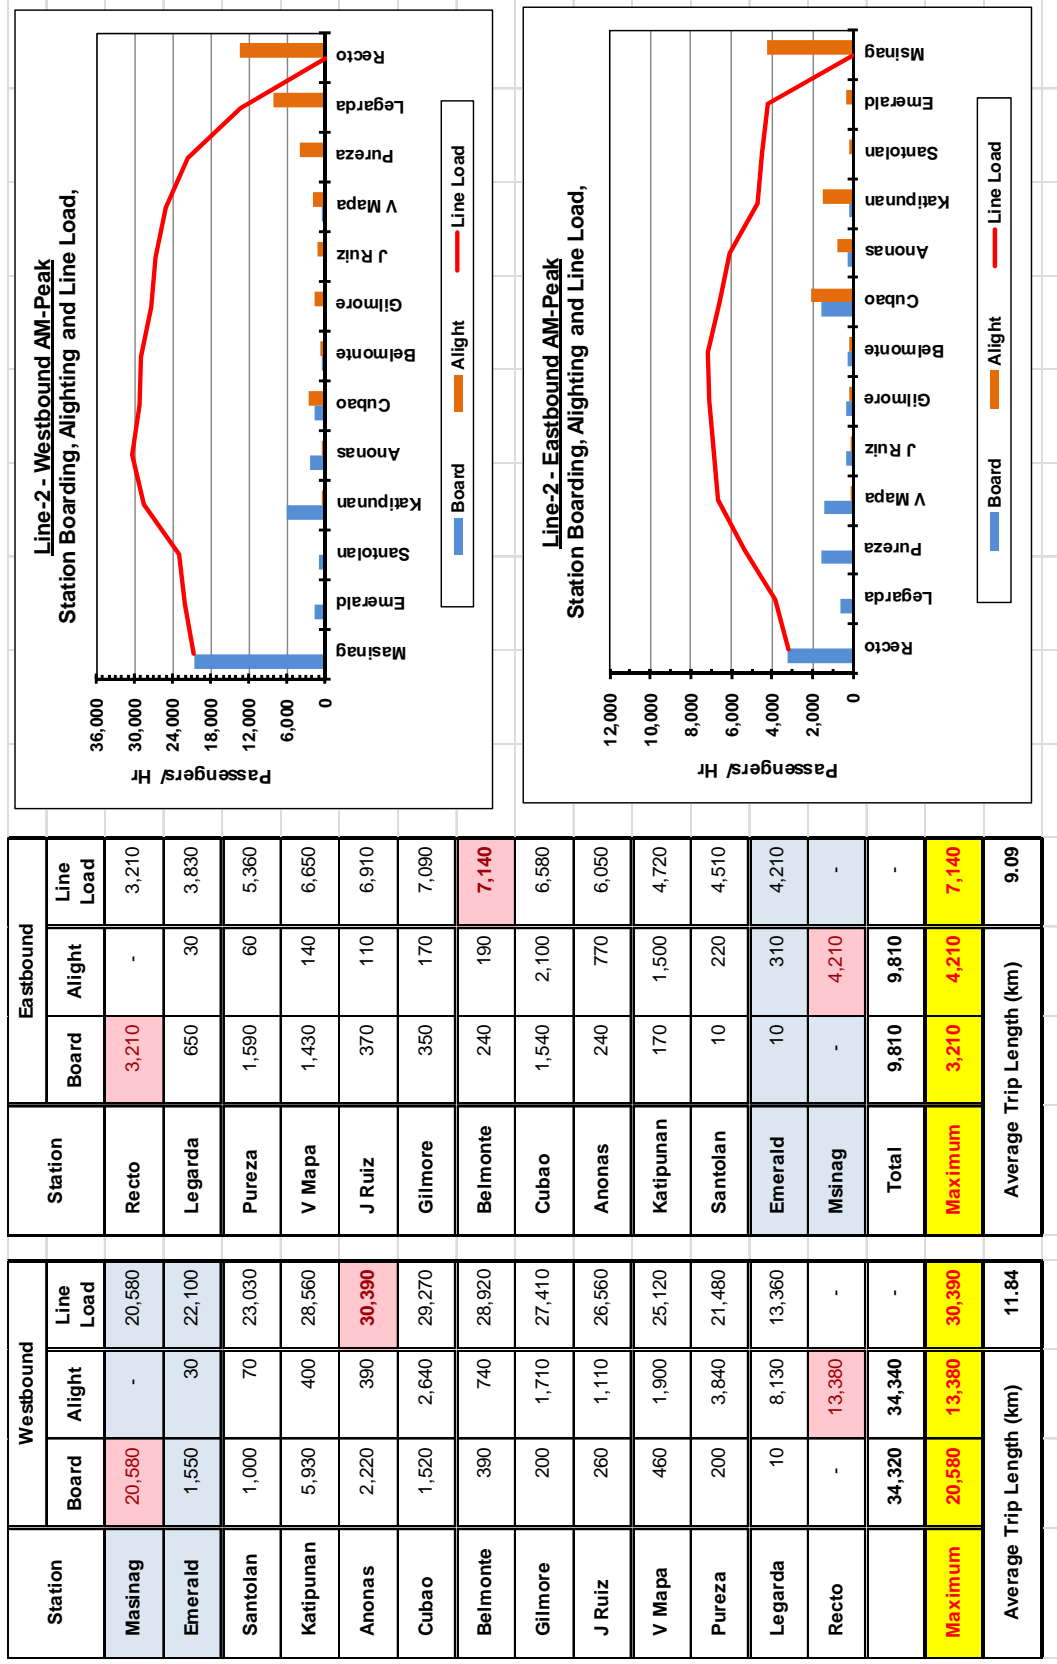 Station Westbound
Board Alight Line Load
Masinag 20,580 - 20,580
Emerald 1,550 30 22,100
Santolan 1,000 70 23,030
Katipunan 5,930 400 28,560
Anonas 2,220 390 30,390
Cubao 1,520 2,640 29,270
Belmonte 390 740 28,920
Gilmore 200 1,710 27,410
J Ruiz 260 1,110 26,560
V Mapa 460 1,900 25,120
Pureza 200 3,840 21,480
Legarda 10 8,130 13,360
Recto - 13,380 -
34,320 34,340 -
Maximum 20,580 13,380 30,390
Average Trip Length (km) 11.84
Station Eastbound
Board Alight Line Load
Recto 3,210 - 3,210
Legarda 650 30 3,830
Pureza 1,590 60 5,360
V Mapa 1,430 140 6,650
J Ruiz 370 110 6,910
Gilmore 350 170 7,090
Belmonte 240 190 7,140
Cubao 1,540 2,100 6,580
Anonas 240 770 6,050
Katipunan 170 1,500 4,720
Santolan 10 220 4,510
Emerald 10 310 4,210
Msinag - 4,210 -
Total 9,810 9,810 -
Maximum 3,210 4,210 7,140
Average Trip Length (km) 9.09
Line-2 - Westbound AM-Peak
Station Boarding, Alighting and Line Load,
Passengers/ Hr
36,000
30,000
24,000
18,000
12,000
6,000
0
Masinag
Emerald
Santolan
Katipunan
Anonas
Cubao
Belmonte
Gilmore
J Ruiz
V Mapa
Pureza
Legarda
Recto
Board Alight Line Load
Line-2 - Eastbound AM-Peak
Station Boarding, Alighting and Line Load,
Passengers/ Hr
12,000
10,000
8,000
6,000
4,000
2,000
0
Recto
Legarda
Pureza
V Mapa
J Ruiz
Gilmore
Belmonte
Cubao
Anonas
Katipunan
Santolan
Emerald
Msinag
Board Alight Line Load